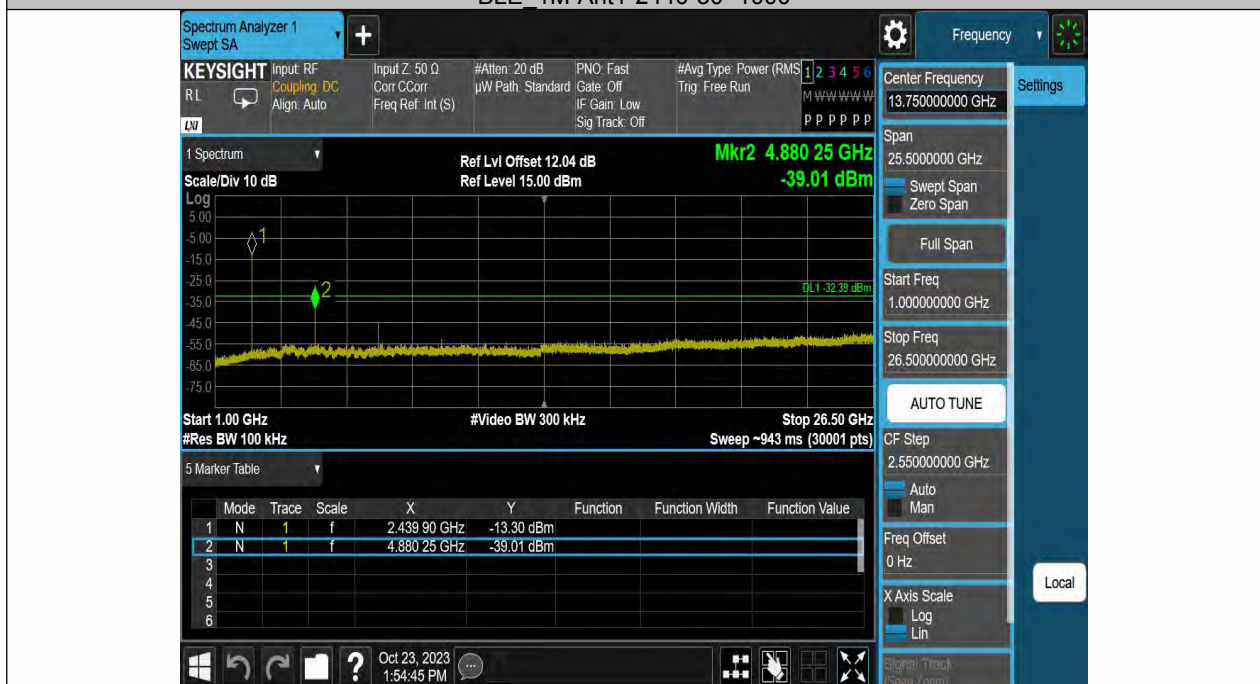 Spectrum Analyzer 1
Swept SA
+
Frequency
KEYSIGHT
RL
LXI
Input: RF
Coupling: DC
Align: Auto
Input Z: 50 Ω
Corr CCorr
Freq Ref: Int (S)
#Atten: 20 dB
µW Path: Standard
PNO: Fast
Gate: Off
IF Gain: Low
Sig Track: Off
#Avg Type: Power (RMS
Trig: Free Run
1 2 3 4 5 6
M W W W W W
P P P P P P
1 Spectrum
Scale/Div 10 dB
Ref Lvl Offset 12.04 dB
Ref Level 15.00 dBm
Mkr2 4.880 25 GHz
-39.01 dBm
Log
5.00
-5.00
-15.0
-25.0
-35.0
-45.0
-55.0
-65.0
-75.0
1
2
DL1 -32.39 dBm
Start 1.00 GHz
#Res BW 100 kHz
#Video BW 300 kHz
Stop 26.50 GHz
Sweep ~943 ms (30001 pts)
5 Marker Table
Mode Trace Scale X Y Function Function Width Function Value
1 N 1 f 2.439 90 GHz -13.30 dBm
2 N 1 f 4.880 25 GHz -39.01 dBm
3
4
5
6
Center Frequency
13.750000000 GHz
Settings
Span
25.5000000 GHz
Swept Span
Zero Span
Full Span
Start Freq
1.000000000 GHz
Stop Freq
26.500000000 GHz
AUTO TUNE
CF Step
2.550000000 GHz
Auto
Man
Freq Offset
0 Hz
X Axis Scale
Log
Lin
Signal Track
(Span Zoom)
Local
?
Oct 23, 2023
1:54:45 PM